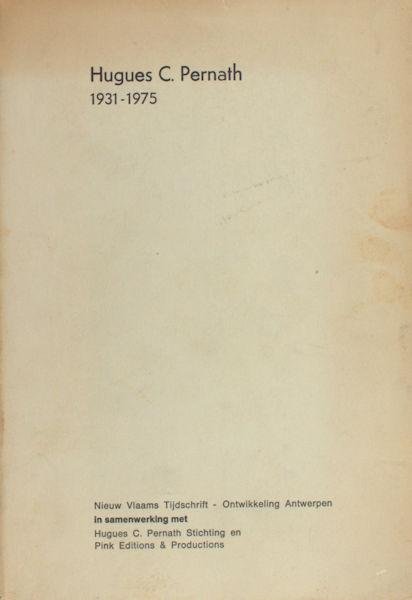 Hugues C. Pernath
1931-1975
Nieuw Vlaams Tijdschrift - Ontwikkeling Antwerpen
in samenwerking met
Hugues C. Pernath Stichting en
Pink Editions & Productions